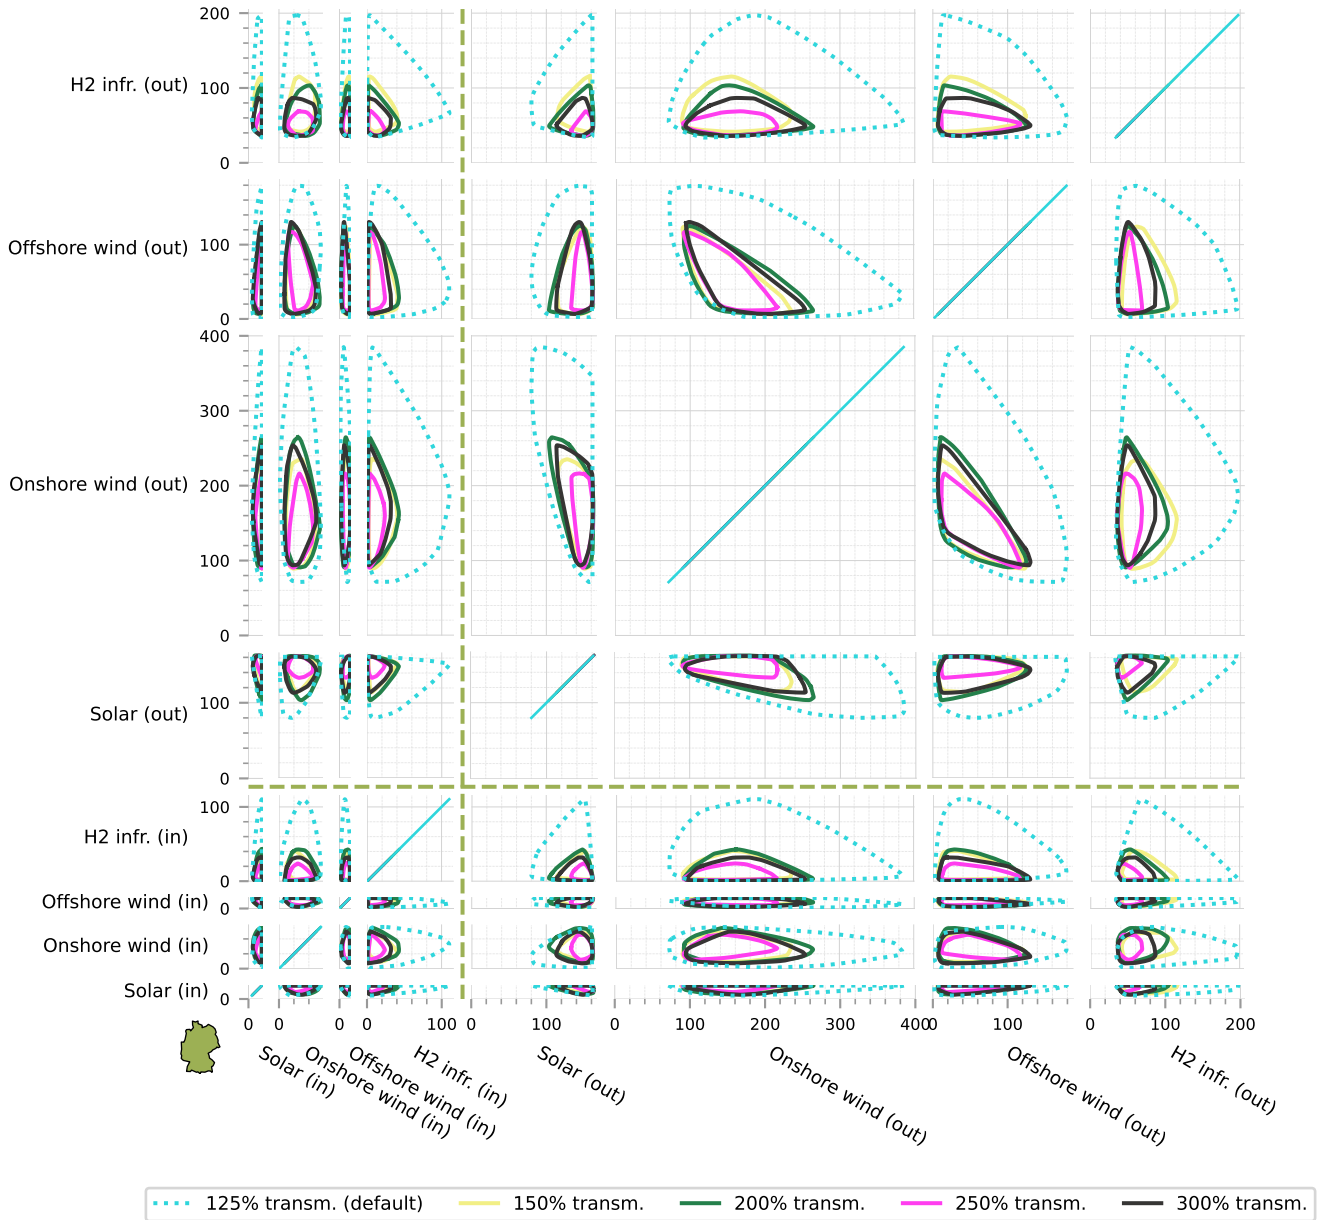 200
H2 infr. (out)
100
0
Offshore wind (out)
100
0
400
300
Onshore wind (out)
200
100
0
Solar (out)
100
0
100
H2 infr. (in)
0
Offshore wind (in)
0
Onshore wind (in)
0
Solar (in)
0
0 0 0 0 100 0 100 0 100 200 300 400 0 100 0 100 200
Solar (in)
Onshore wind (in)
Offshore wind (in)
H2 infr. (in)
Solar (out)
Onshore wind (out)
Offshore wind (out)
H2 infr. (out)
125% transm. (default) 150% transm. 200% transm. 250% transm. 300% transm.